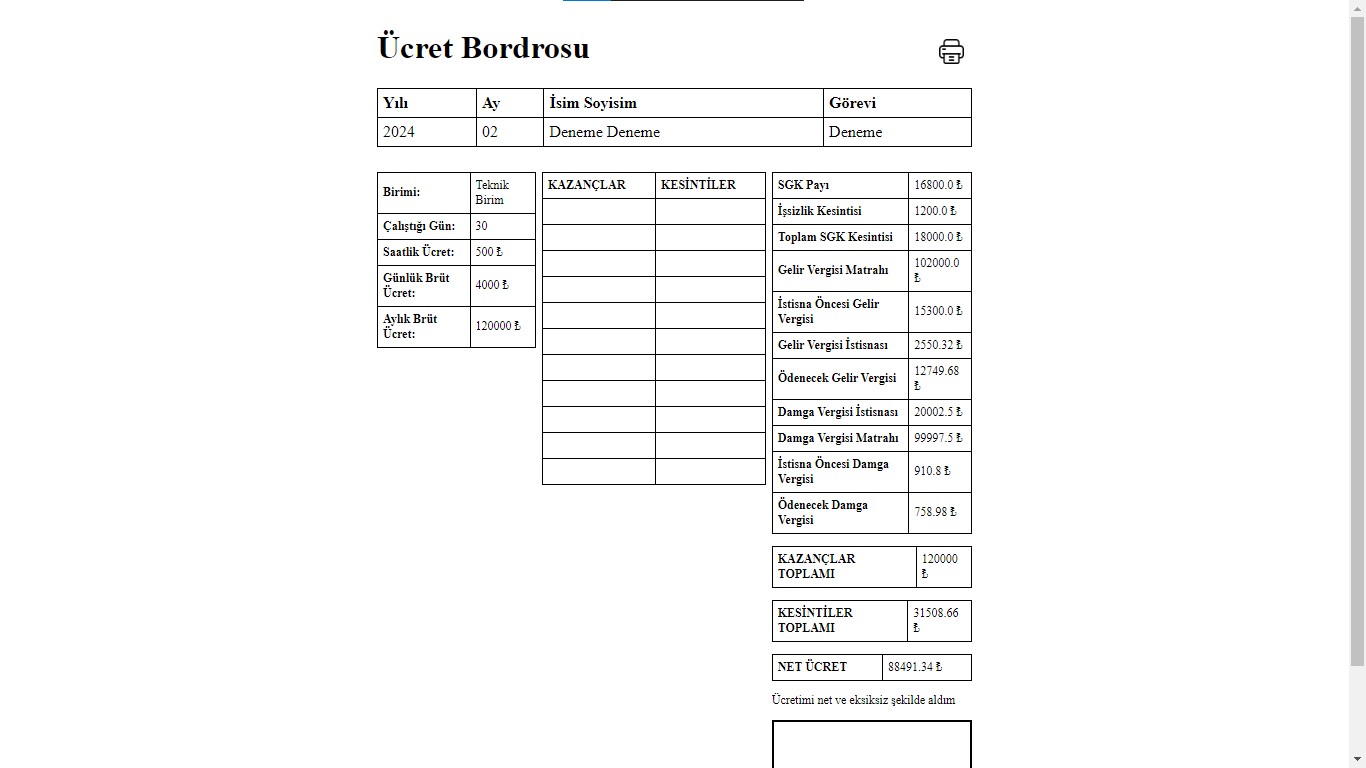 Ücret Bordrosu
Yılı Ay İsim Soyisim Görevi
2024 02 Deneme Deneme Deneme
Birimi: Teknik
Birim
Çalıştığı Gün: 30
Saatlik Ücret: 500 ₺
Günlük Brüt
Ücret: 4000 ₺
Aylık Brüt
Ücret: 120000 ₺
KAZANÇLAR KESİNTİLER
SGK Payı 16800.0 ₺
İşsizlik Kesintisi 1200.0 ₺
Toplam SGK Kesintisi 18000.0 ₺
Gelir Vergisi Matrahı 102000.0
₺
İstisna Öncesi Gelir
Vergisi 15300.0 ₺
Gelir Vergisi İstisnası 2550.32 ₺
Ödenecek Gelir Vergisi 12749.68
₺
Damga Vergisi İstisnası 20002.5 ₺
Damga Vergisi Matrahı 99997.5 ₺
İstisna Öncesi Damga
Vergisi 910.8 ₺
Ödenecek Damga
Vergisi 758.98 ₺
KAZANÇLAR
TOPLAMI 120000
₺
KESİNTİLER
TOPLAMI 31508.66
₺
NET ÜCRET 88491.34 ₺
Ücretimi net ve eksiksiz şekilde aldım